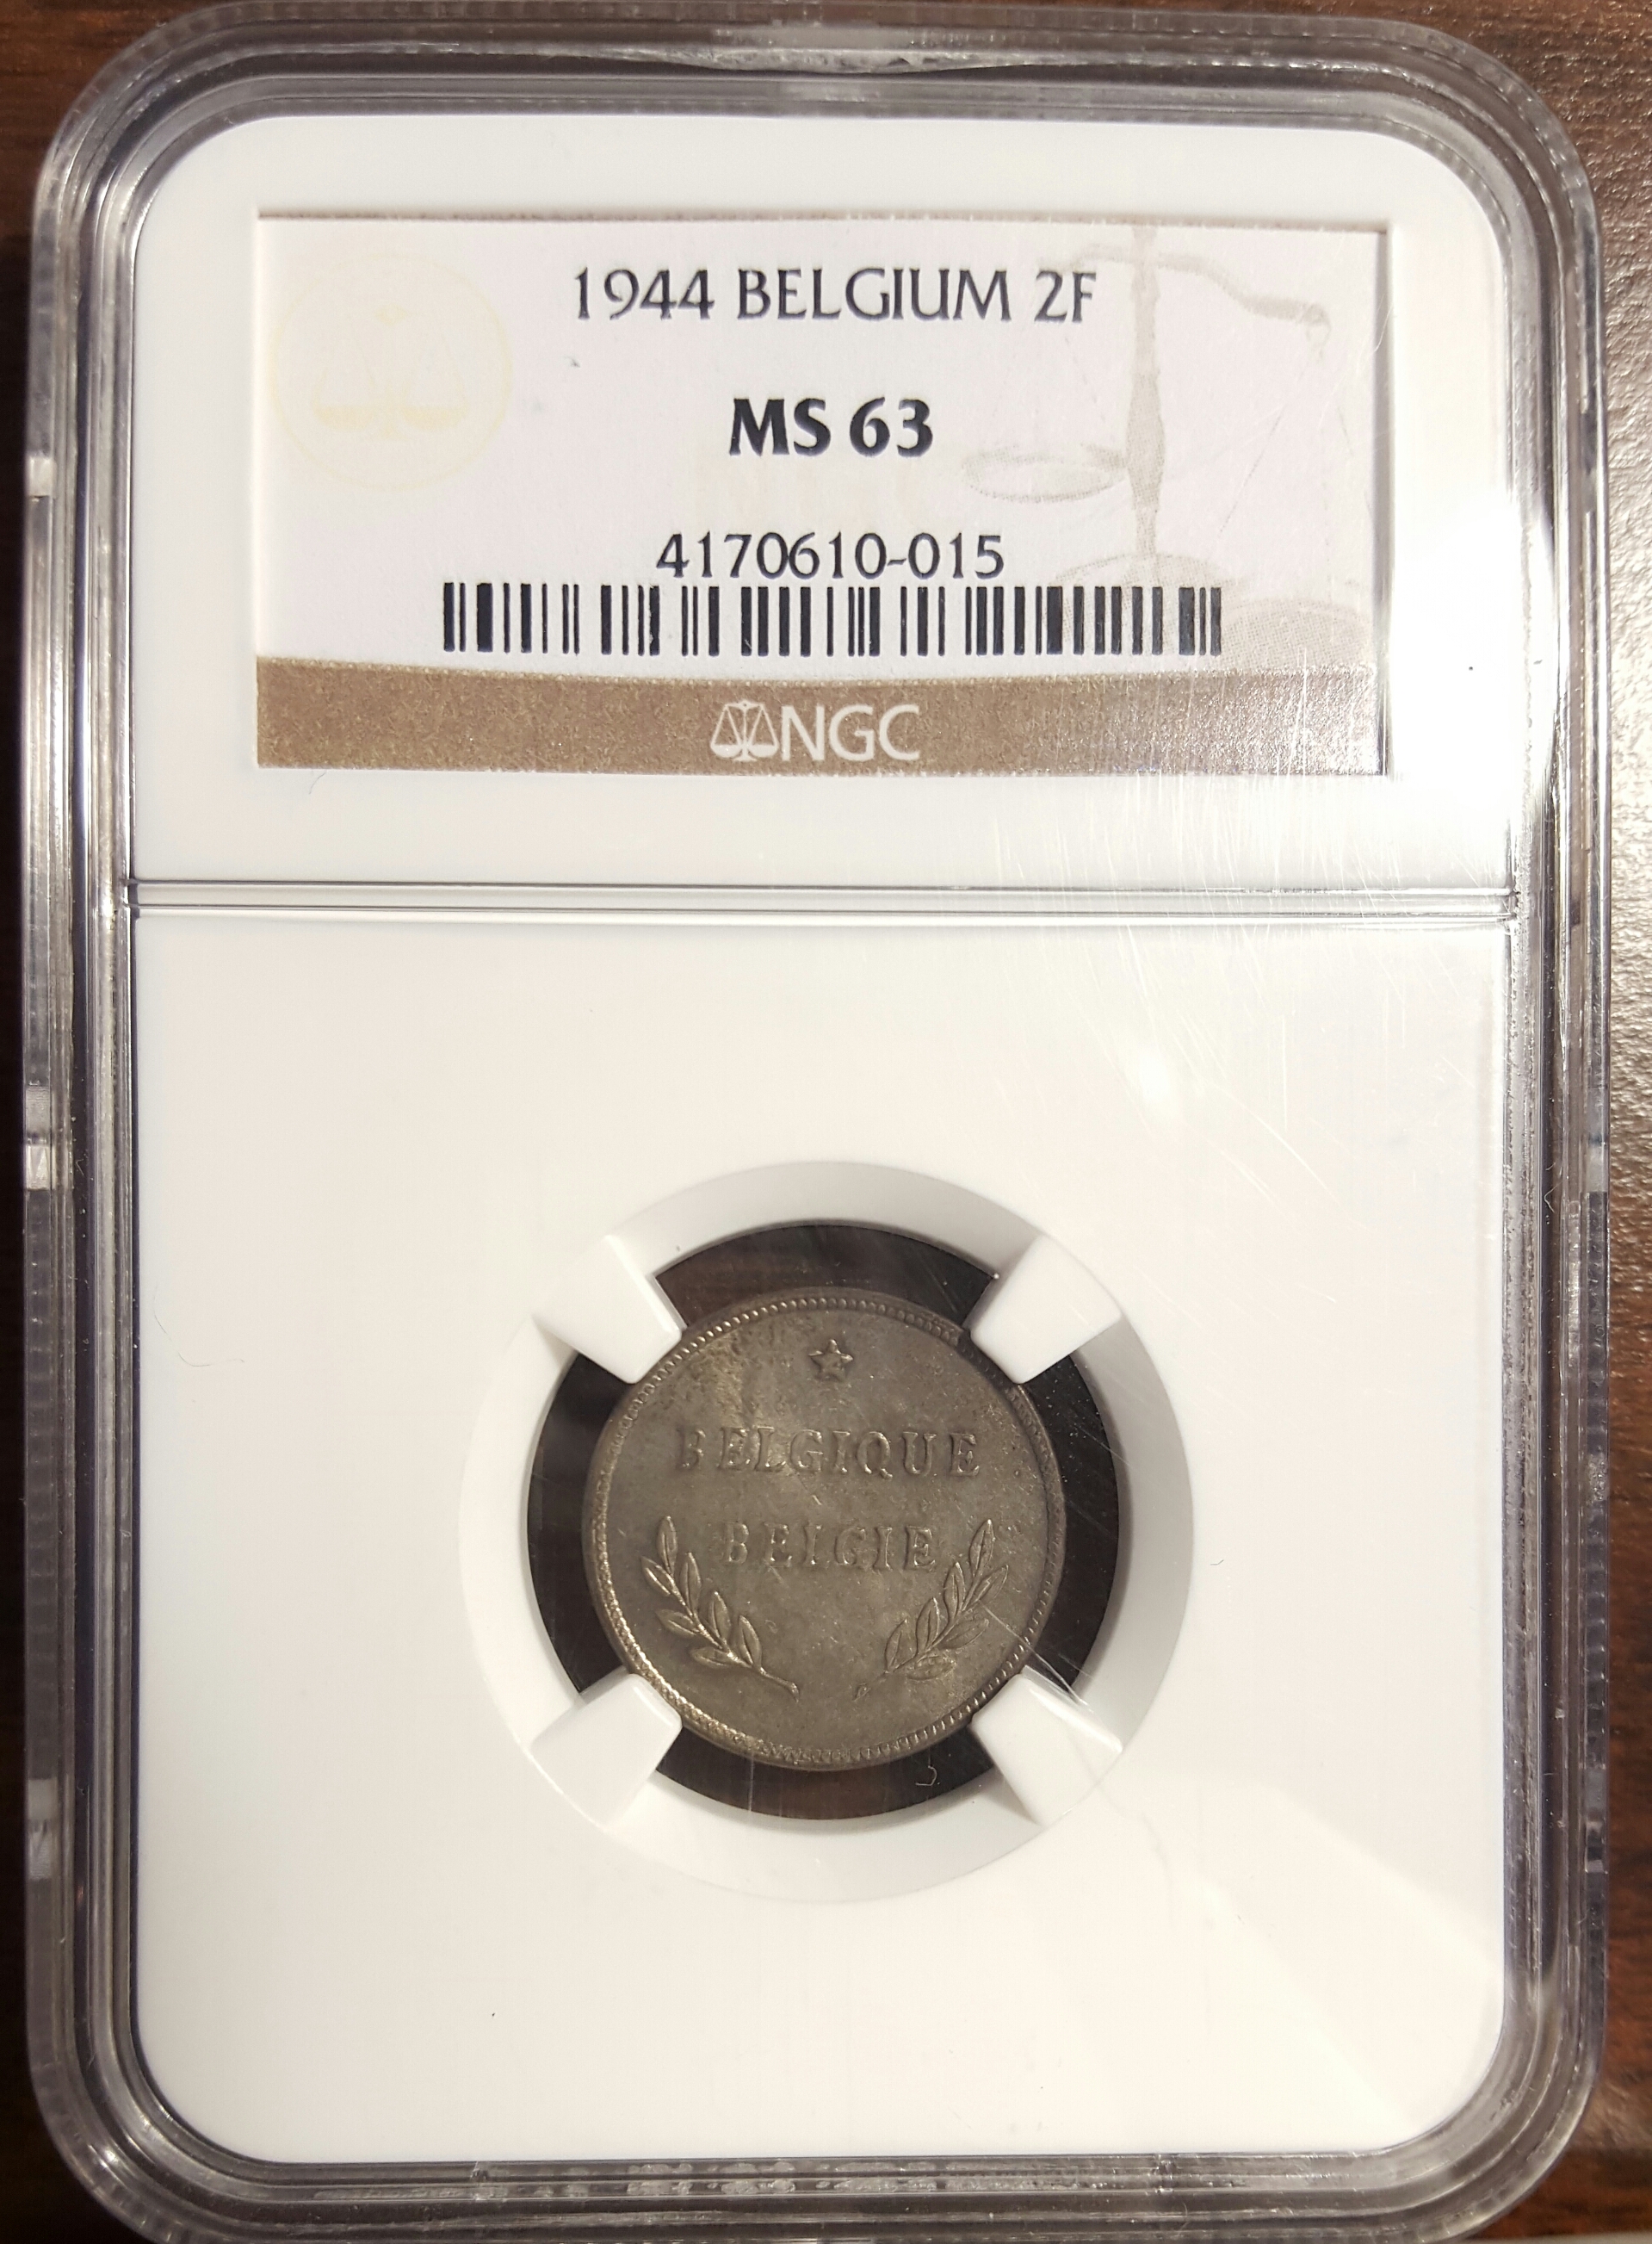 1944 BELGIUM 2F
MS 63
4170610-015
NGC
BELGIQUE
BELGIE